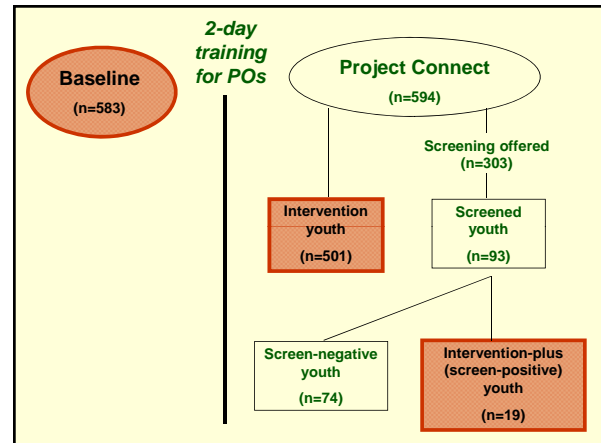 2-day
training
for POs
Baseline
(n=583)
Project Connect
(n=594)
Screening offered
(n=303)
Intervention
youth
(n=501)
Screened
youth
(n=93)
Screen-negative
youth
(n=74)
Intervention-plus
(screen-positive)
youth
(n=19)